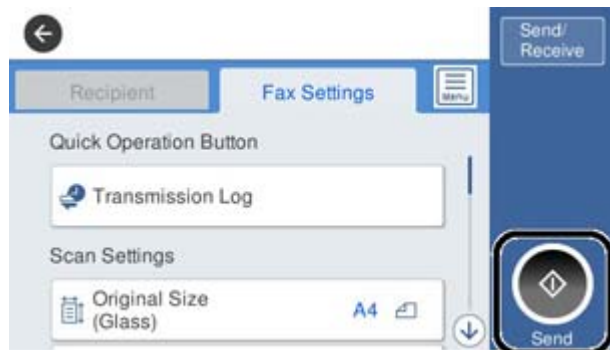 Send/
Receive
Recipient
Fax Settings
Menu
Quick Operation Button
Transmission Log
Scan Settings
Original Size
(Glass)
A4
Send